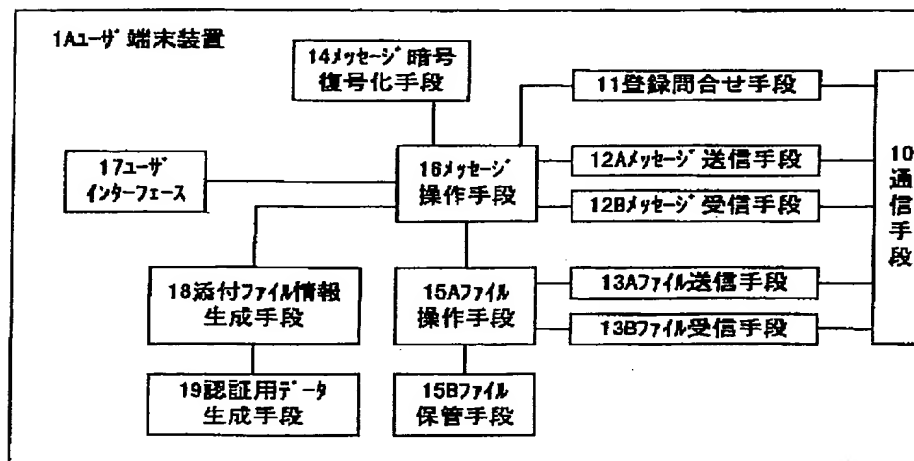 1Aユーザ端末装置
14メッセージ暗号
復号化手段
11登録問合せ手段
17ユーザ
インターフェース
16メッセージ
操作手段
12Aメッセージ送信手段
12Bメッセージ受信手段
10
通
信
手
段
18添付ファイル情報
生成手段
15Aファイル
操作手段
13Aファイル送信手段
13Bファイル受信手段
19認証用データ
生成手段
15Bファイル
保管手段